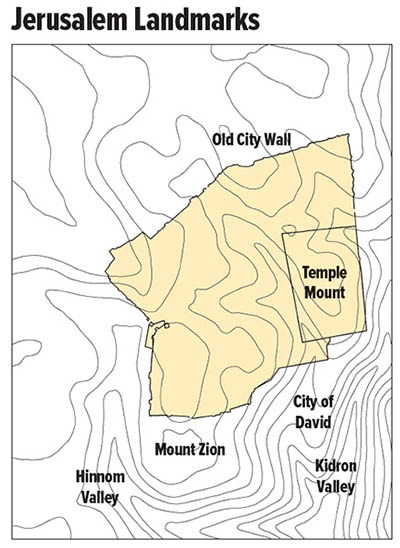 Jerusalem Landmarks
Old City Wall
Temple
Mount
City of
David
Mount Zion
Hinnom
Valley
Kidron
Valley